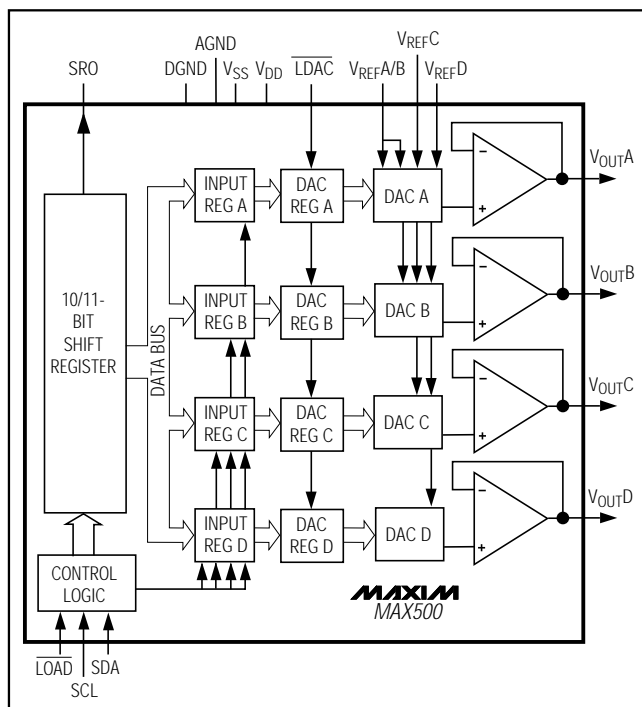 AGND
VREFC
SRO
DGND
VSS
VDD
LDAC
VREFA/B
VREFD
INPUT
REG A
DAC
REG A
DAC A
−
+
VOUTA
INPUT
REG B
DAC
REG B
DAC B
−
+
VOUTB
10/11-
BIT
SHIFT
REGISTER
DATA BUS
INPUT
REG C
DAC
REG C
DAC C
−
+
VOUTC
INPUT
REG D
DAC
REG D
DAC D
−
+
VOUTD
CONTROL
LOGIC
MAXIM
MAX500
LOAD
SDA
SCL